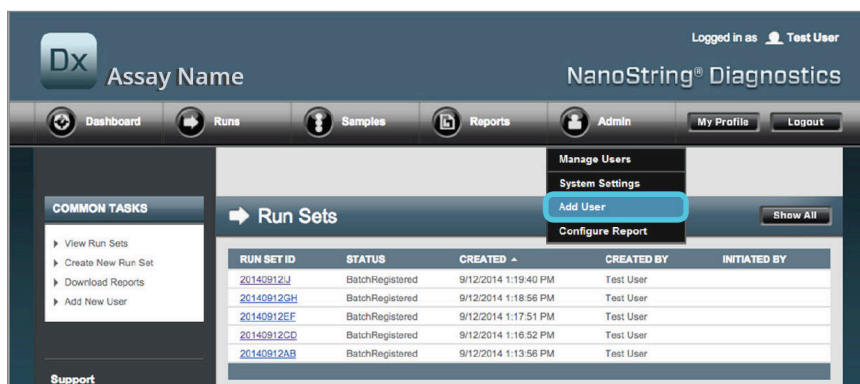 Logged in as Test User
Dx Assay Name
NanoString® Diagnostics
Dashboard Runs Samples Reports Admin My Profile Logout
Manage Users
System Settings
Add User
Configure Report
COMMON TASKS
View Run Sets
Create New Run Set
Download Reports
Add New User
Support
Run Sets Show All
RUN SET ID STATUS CREATED CREATED BY INITIATED BY
20140912IJ BatchRegistered 9/12/2014 1:19:40 PM Test User
20140912GH BatchRegistered 9/12/2014 1:18:56 PM Test User
20140912EF BatchRegistered 9/12/2014 1:17:51 PM Test User
20140912CD BatchRegistered 9/12/2014 1:16:52 PM Test User
20140912AB BatchRegistered 9/12/2014 1:13:56 PM Test User